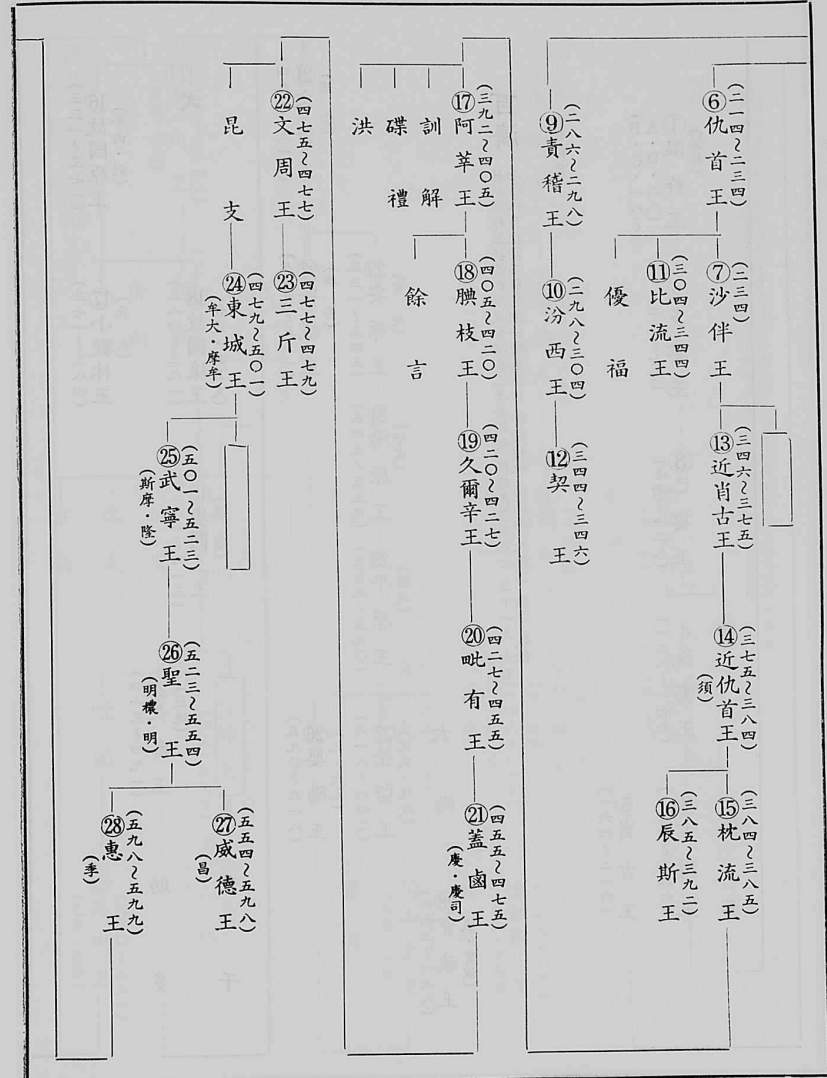 (二一四~二三四)
⑥仇首王
(二三四)
⑦沙伴王
(三〇四~三四四)
⑪比流王
優福
(三四六~三七五)
⑬近肖古王
(三七五~三八四)
⑭近仇首王
(須)
(三八四~三八五)
⑮枕流王
(三八五~三九二)
⑯辰斯王
(二八六~二九八)
⑨責稽王
(二九八~三〇四)
⑩汾西王
(三四四~三四六)
⑫契王
(三九二~四〇五)
⑰阿莘王
訓解
碟禮
洪
(四〇五~四二〇)
⑱腆枝王
餘言
(四二〇~四二七)
⑲久爾辛王
(四二七~四五五)
⑳毗有王
(四五五~四七五)
㉑蓋鹵王
(慶・慶司)
(四七五~四七七)
㉒文周王
昆支
(四七七~四七九)
㉓三斤王
(四七九~五〇一)
㉔東城王
(牟大・摩牟)
(五〇一~五二三)
㉕武寧王
(斯摩・隆)
(五二三~五五四)
㉖聖王
(明穠・明)
(五五四~五九八)
㉗威德王
(昌)
(五九八~五九九)
㉘惠王
(季)